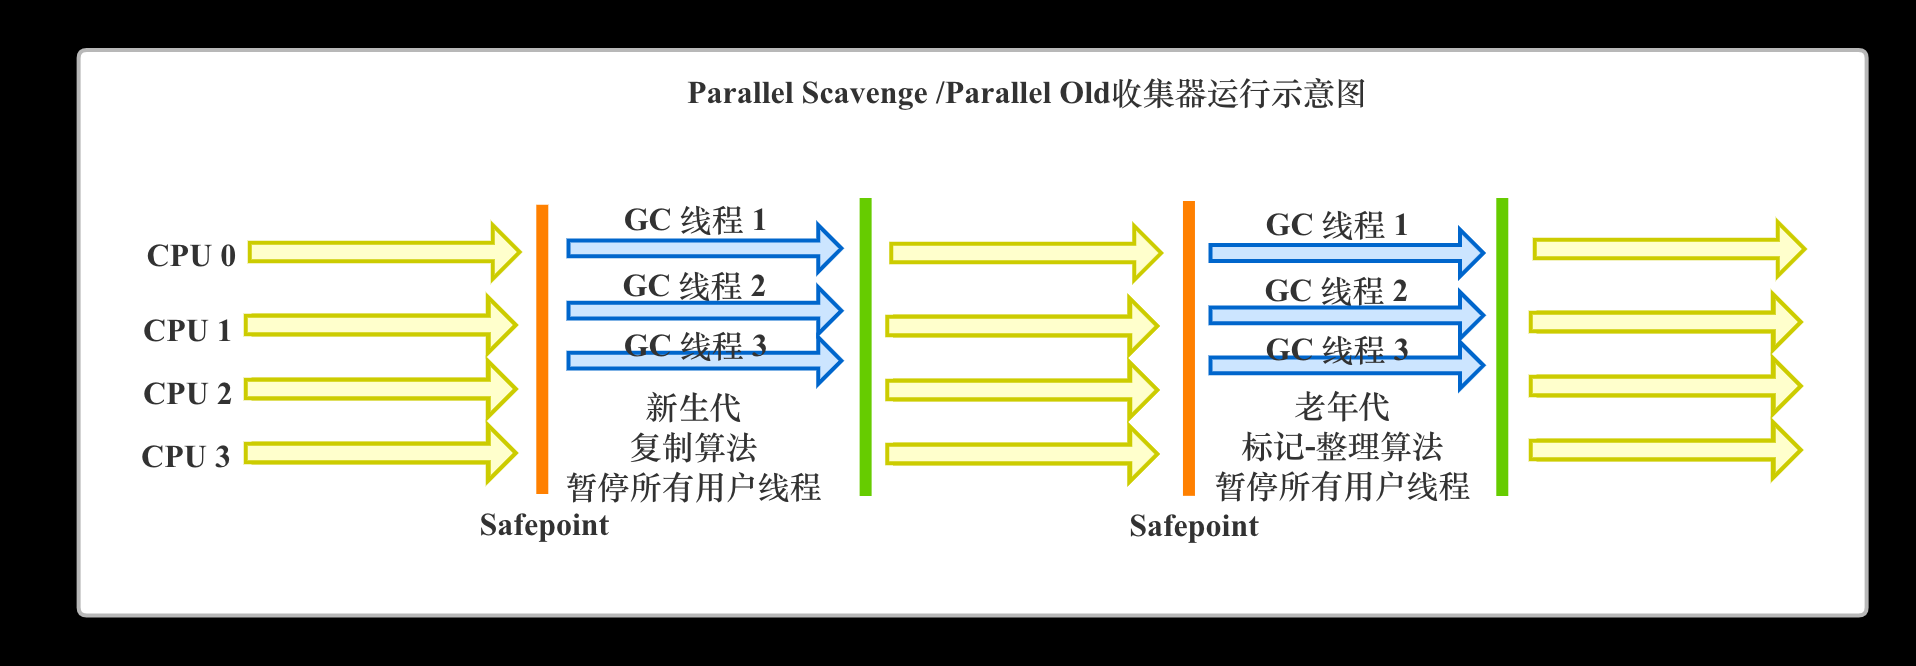 Parallel Scavenge /Parallel Old收集器运行示意图
CPU 0
CPU 1
CPU 2
CPU 3
Safepoint
GC 线程 1
GC 线程 2
GC 线程 3
新生代
复制算法
暂停所有用户线程
Safepoint
GC 线程 1
GC 线程 2
GC 线程 3
老年代
标记-整理算法
暂停所有用户线程